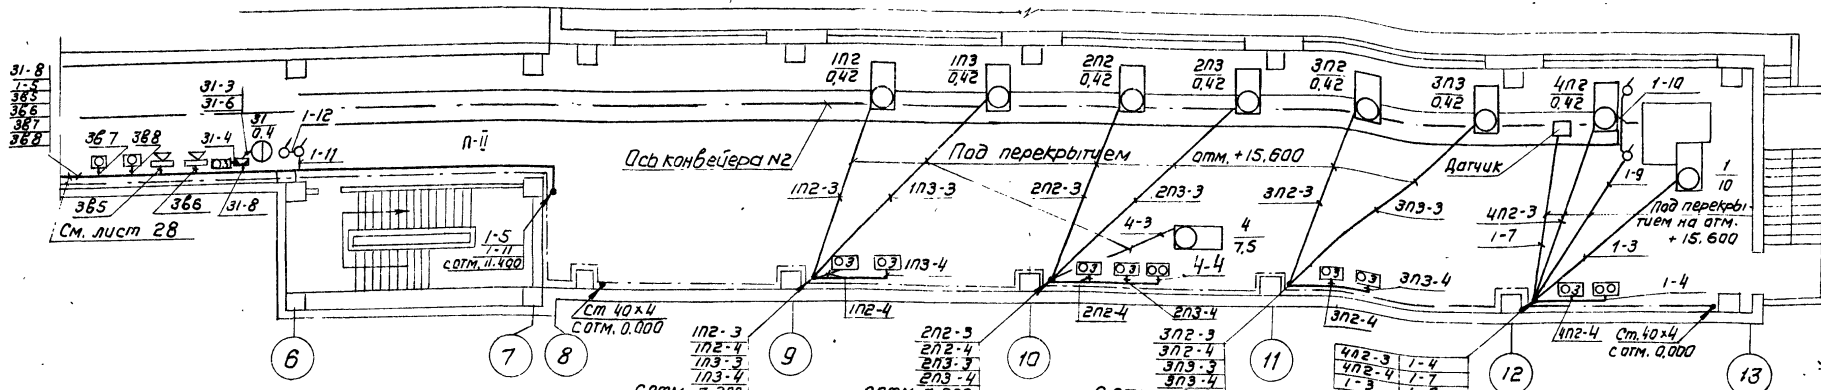 31-8
1-5
3в5
3в6
3в7
3в8
3в7
3в8
31-3
31-6
31-4
31
0,4
1-12
1-11
П-II
3в5
3в6
31-8
См. лист 28
1-5
1-11
с отм. 11.400
Ось конвейера N2
Под перекрытием
отм. +15,600
1П2
0,42
1П3
0,42
2П2
0,42
2П3
0,42
3П2
0,42
3П3
0,42
4П2
0,42
1-10
Датчик
1-9
1
10
Под перекры-
тием на отм.
+15.600
1П2-3
1П3-3
2П2-3
2П3-3
3П2-3
3П3-3
4П2-3
1-7
1-3
4-3
4
7,5
4-4
1П3-4
1П2-4
2П2-4
2П3-4
3П2-4
3П3-4
4П2-4
1-4
Ст 40х4
с отм. 0.000
Ст. 40х4
с отм. 0,000
6
7
8
9
10
11
12
13
1П2-3
1П2-4
1П3-3
1П3-4
2П2-3
2П2-4
2П3-3
2П3-4
3П2-3
3П2-4
3П3-3
3П3-4
4П2-3 1-4
4П2-4 1-7
1-3